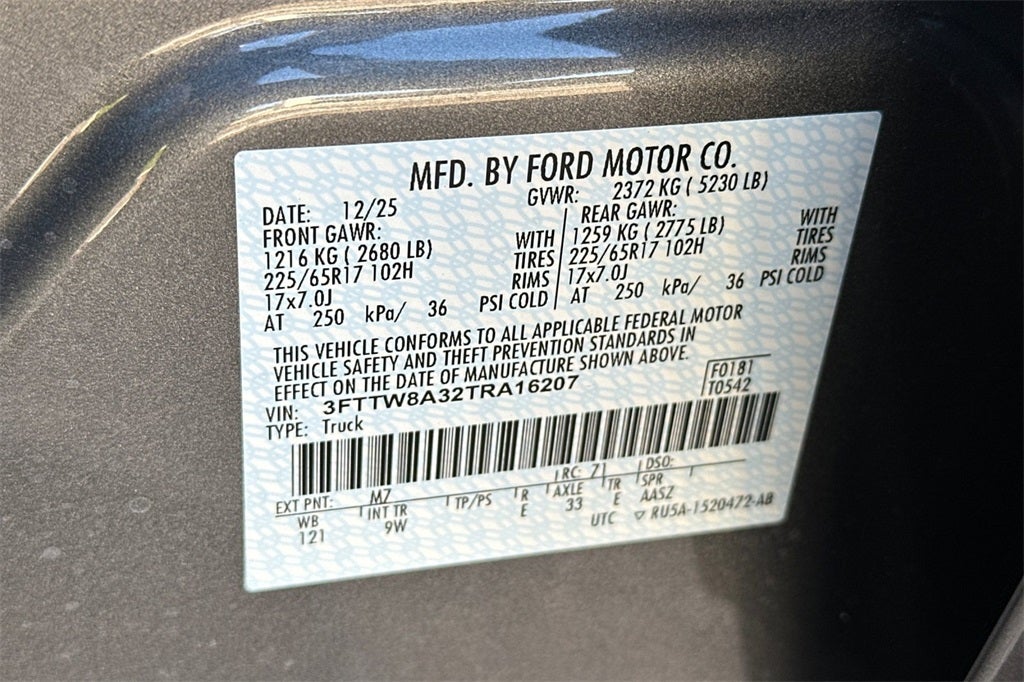 MFD. BY FORD MOTOR CO.
DATE: 12/25
GVWR: 2372 KG ( 5230 LB)
FRONT GAWR:
1216 KG ( 2680 LB) WITH
225/65R17 102H TIRES
17x7.0J RIMS
AT 250 kPa/ 36 PSI COLD
REAR GAWR: WITH
1259 KG ( 2775 LB) TIRES
225/65R17 102H RIMS
17x7.0J
AT 250 kPa/ 36 PSI COLD
THIS VEHICLE CONFORMS TO ALL APPLICABLE FEDERAL MOTOR
VEHICLE SAFETY AND THEFT PREVENTION STANDARDS IN
EFFECT ON THE DATE OF MANUFACTURE SHOWN ABOVE.
VIN: 3FTTW8A32TRA16207
TYPE: Truck
F0181
T0542
EXT PNT: MZ RC: 71 DSO:
WB INT TR TP/PS R AXLE TR SPR
121 9W E 33 E AASZ
UTC ▽ RU5A-1520472-AB